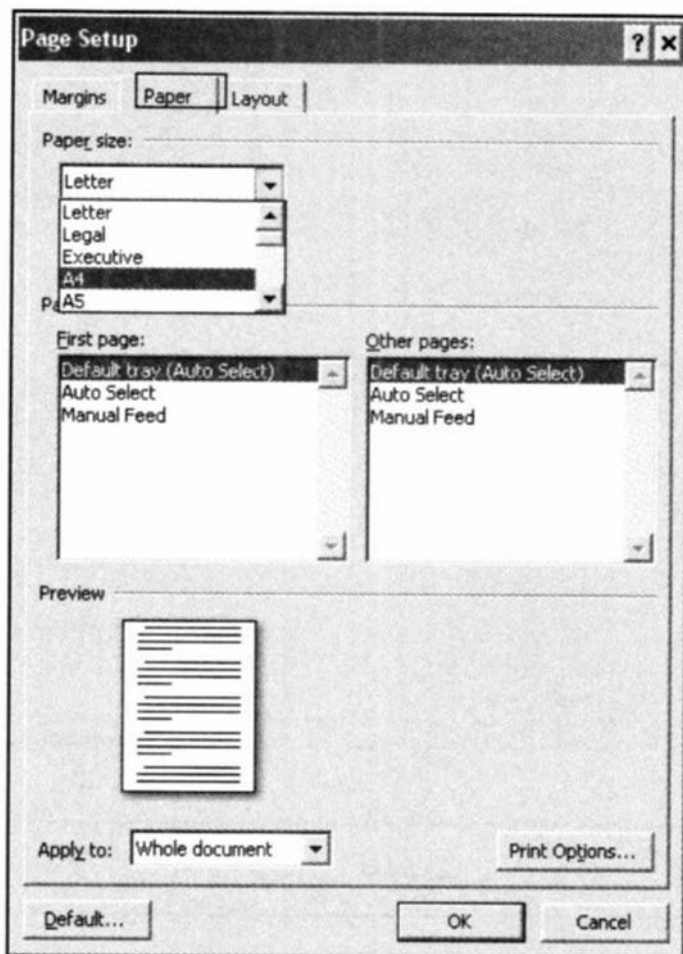 Page Setup
Margins
Paper
Layout
Paper size:
Letter
Letter
Legal
Executive
A4
A5
First page:
Default tray (Auto Select)
Auto Select
Manual Feed
Other pages:
Default tray (Auto Select)
Auto Select
Manual Feed
Preview
Apply to:
Whole document
Print Options...
Default...
OK
Cancel